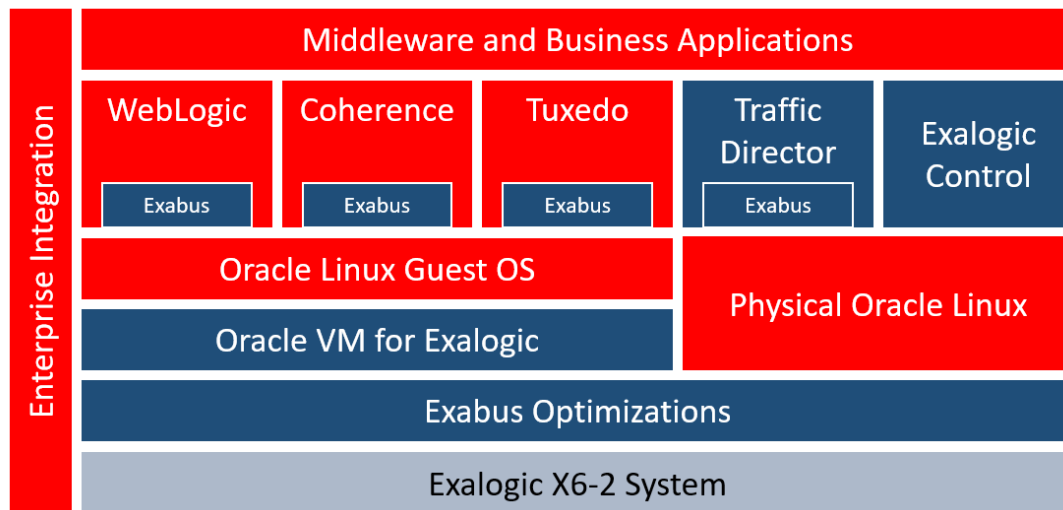 Enterprise Integration
Middleware and Business Applications
WebLogic
Exabus
Coherence
Exabus
Tuxedo
Exabus
Traffic
Director
Exabus
Exalogic
Control
Oracle Linux Guest OS
Physical Oracle Linux
Oracle VM for Exalogic
Exabus Optimizations
Exalogic X6-2 System